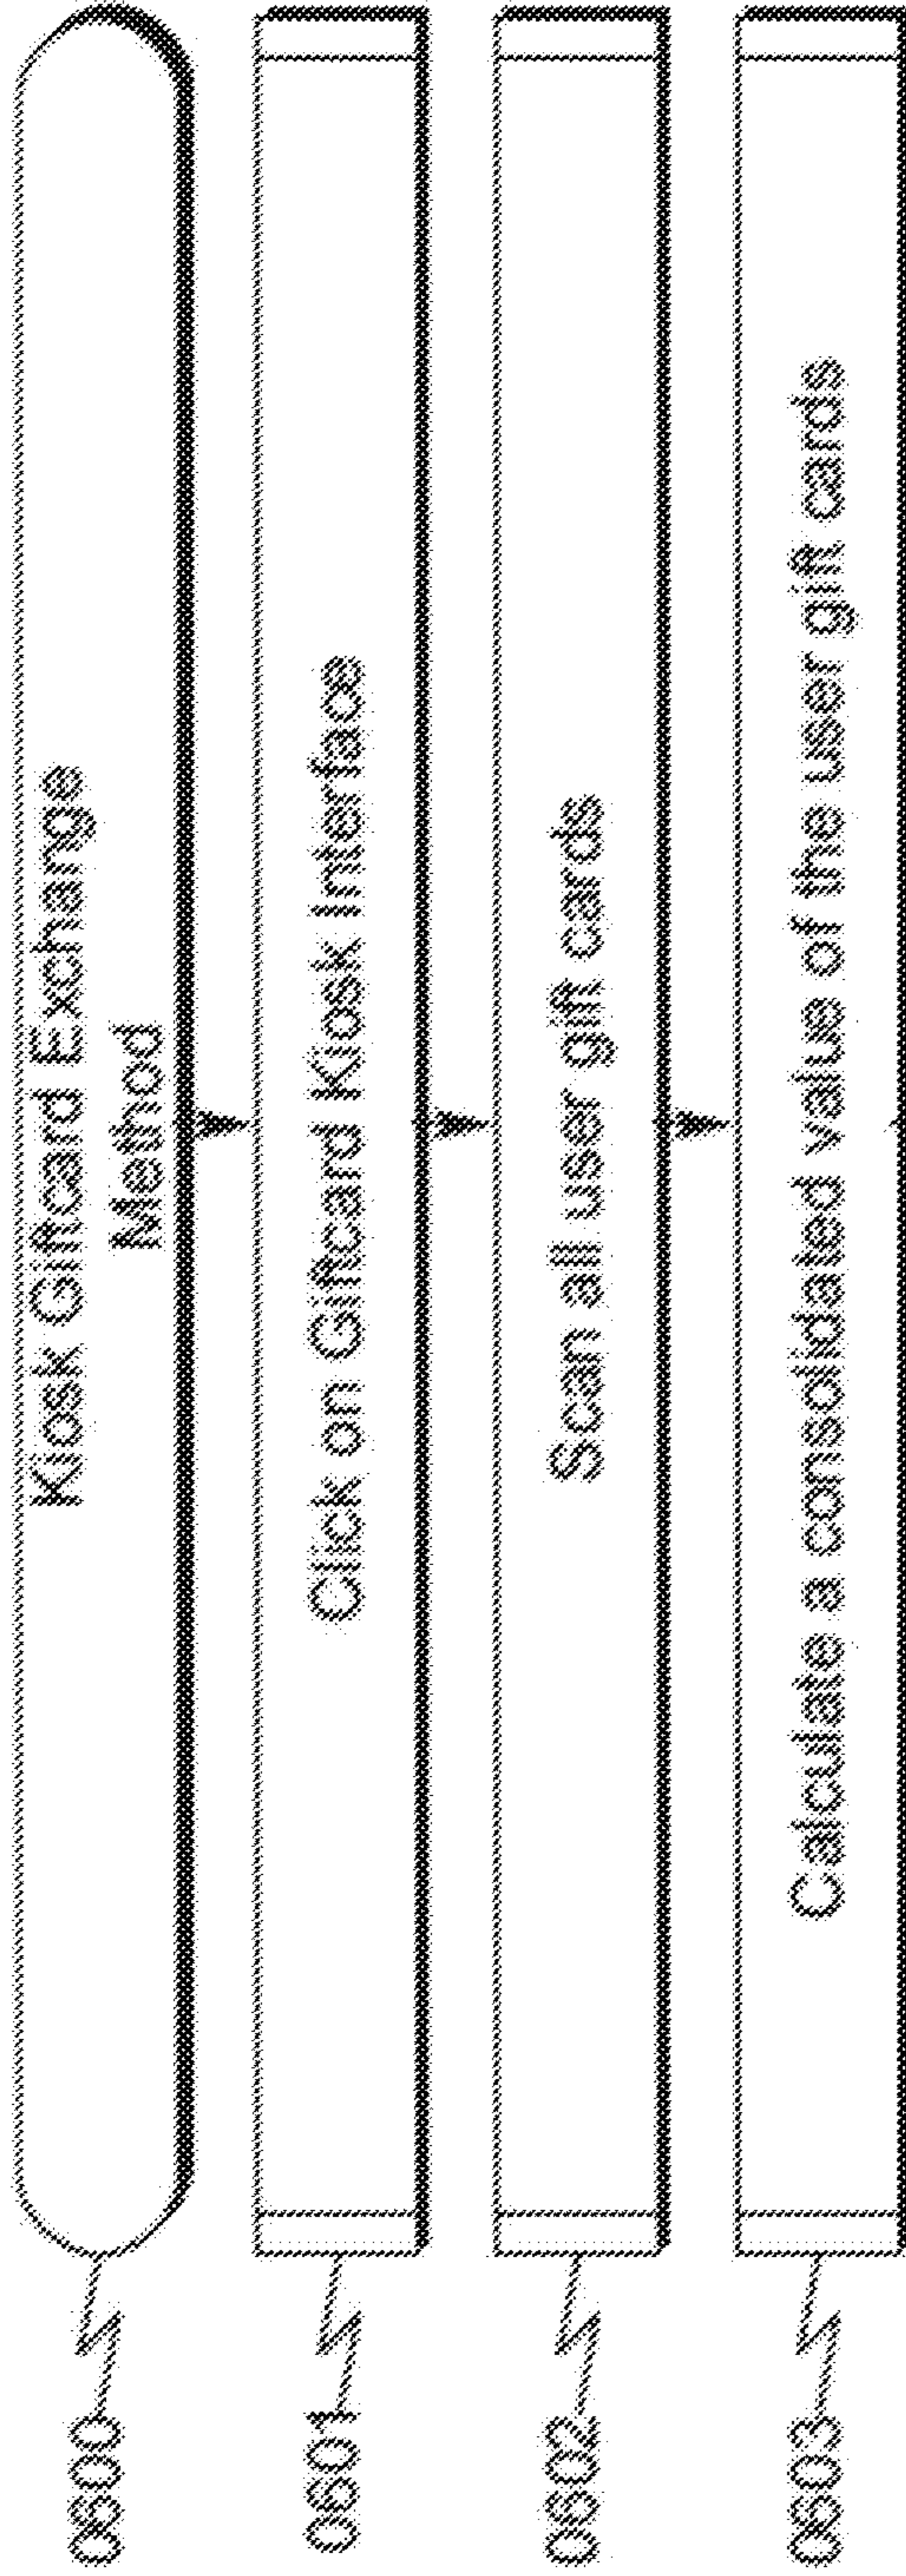 0600
Kiosk Giftcard Exchange
Method
0601
Click on Giftcard Kiosk Interface
0602
Scan all user gift cards
0603
Calculate a consolidated value of the user gift cards